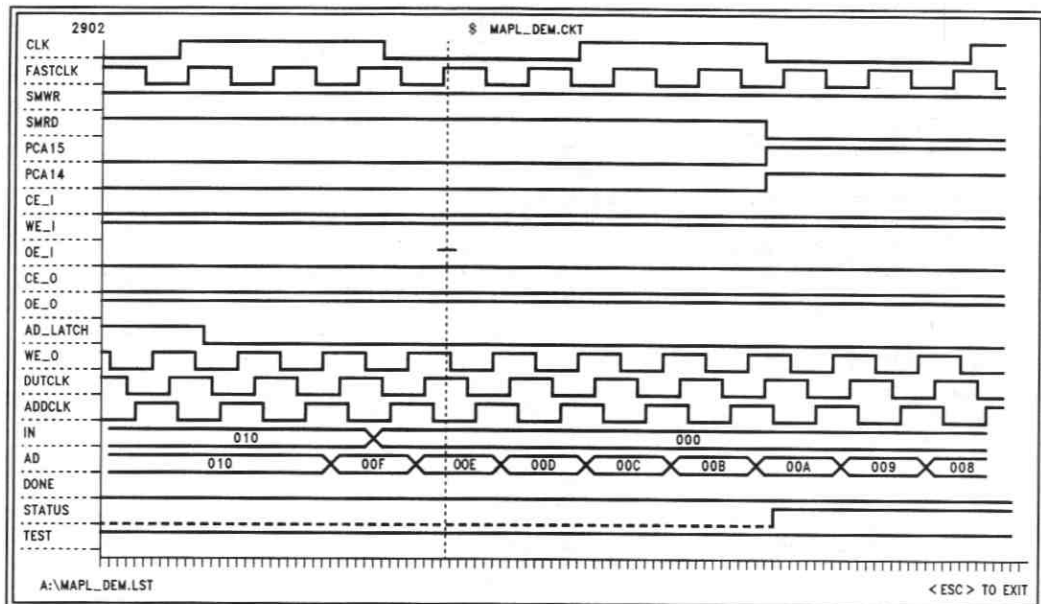 2902
$ MAPL_DEM.CKT
CLK
FASTCLK
SMWR
SMRD
PCA15
PCA14
CE_I
WE_I
OE_I
CE_O
OE_O
AD_LATCH
WE_O
DUTCLK
ADDCLK
IN 010 000
AD 010 00F 00E 00D 00C 00B 00A 009 008
DONE
STATUS
TEST
A:\MAPL_DEM.LST
<ESC> TO EXIT